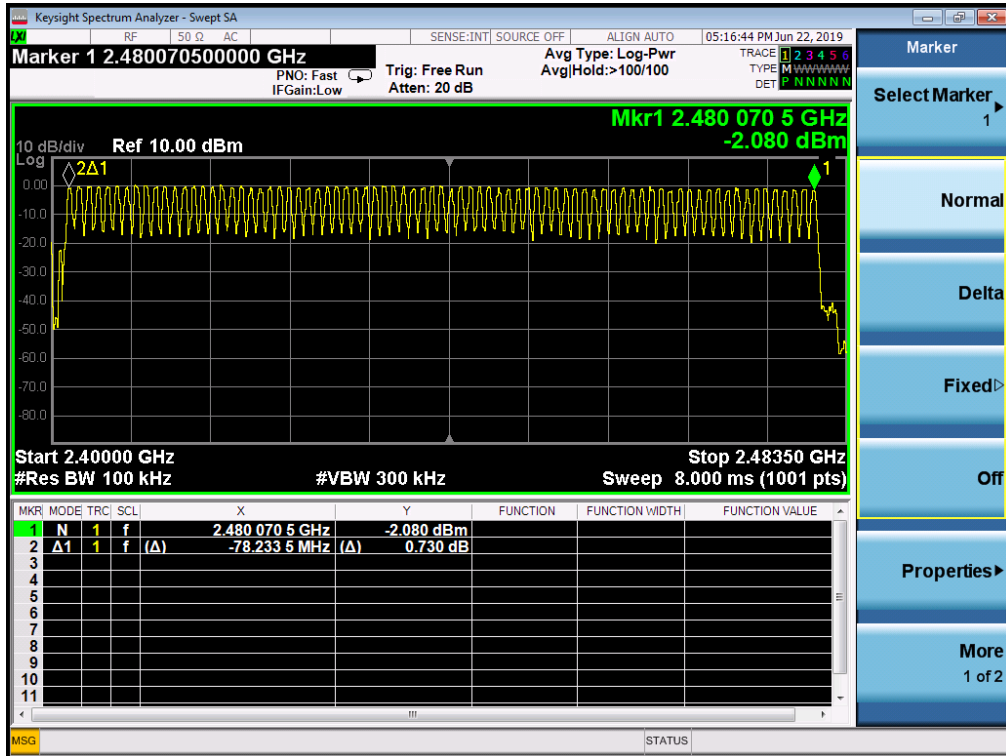 Keysight Spectrum Analyzer - Swept SA
LXI RF 50 Ω AC SENSE:INT SOURCE OFF ALIGN AUTO 05:16:44 PM Jun 22, 2019
Marker 1 2.480070500000 GHz
PNO: Fast
IFGain:Low
Trig: Free Run
Atten: 20 dB
Avg Type: Log-Pwr
Avg|Hold:>100/100
TRACE 1 2 3 4 5 6
TYPE M WWWWW
DET P N N N N N
Mkr1 2.480 070 5 GHz
-2.080 dBm
10 dB/div Ref 10.00 dBm
Log
2Δ1
1
0.00
-10.0
-20.0
-30.0
-40.0
-50.0
-60.0
-70.0
-80.0
Start 2.40000 GHz Stop 2.48350 GHz
#Res BW 100 kHz #VBW 300 kHz Sweep 8.000 ms (1001 pts)
MKR MODE TRC SCL X Y FUNCTION FUNCTION WIDTH FUNCTION VALUE
1 N 1 f 2.480 070 5 GHz -2.080 dBm
2 Δ1 1 f (Δ) -78.233 5 MHz (Δ) 0.730 dB
3
4
5
6
7
8
9
10
11
MSG STATUS
Marker
Select Marker
1
Normal
Delta
Fixed
Off
Properties
More
1 of 2